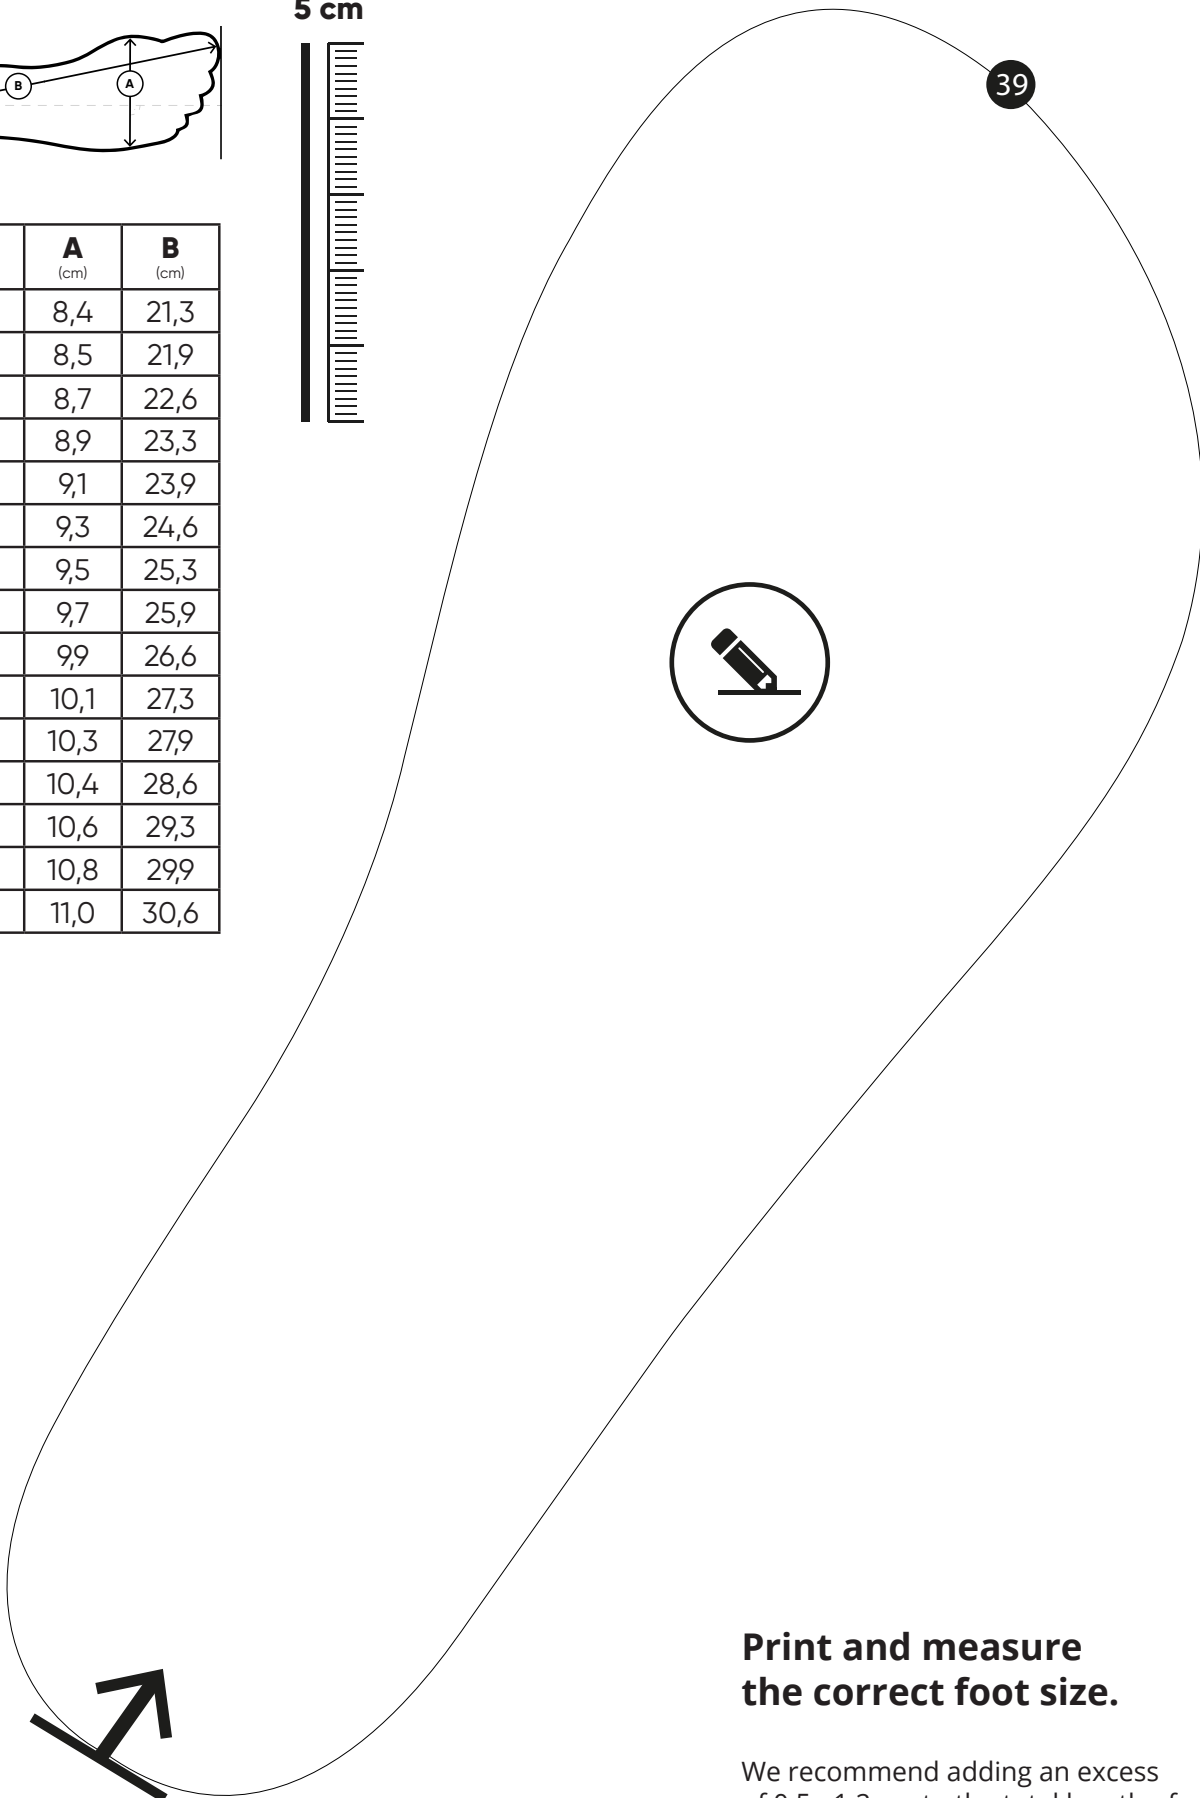 5 cm
39
B A
A B
(cm) (cm)
8,4 21,3
8,5 21,9
8,7 22,6
8,9 23,3
9,1 23,9
9,3 24,6
9,5 25,3
9,7 25,9
9,9 26,6
10,1 27,3
10,3 27,9
10,4 28,6
10,6 29,3
10,8 29,9
11,0 30,6
Print and measure
the correct foot size.
We recommend adding an excess